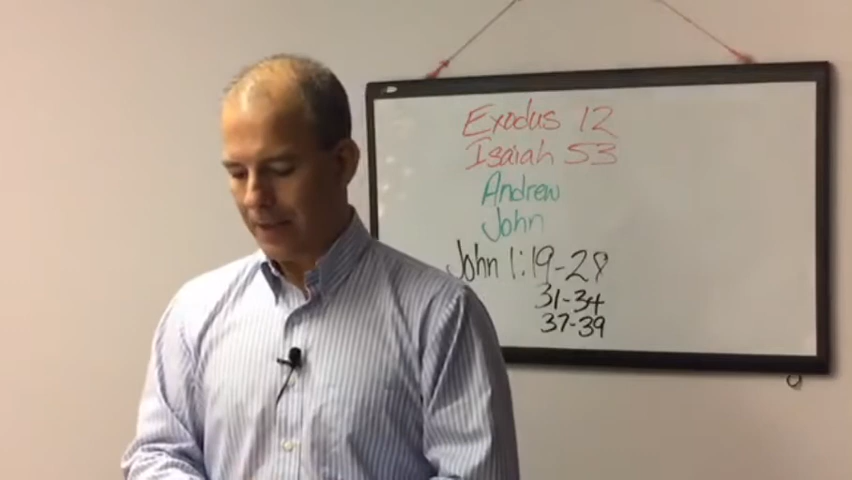 Exodus 12
Isaiah 53
Andrew
John
John 1:19-28
31-34
37-39